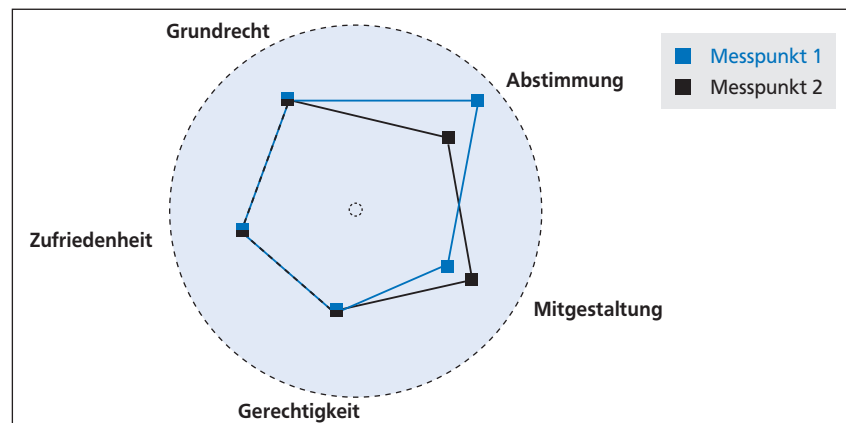 Grundrecht
Messpunkt 1
Abstimmung
Messpunkt 2
Zufriedenheit
Mitgestaltung
Gerechtigkeit